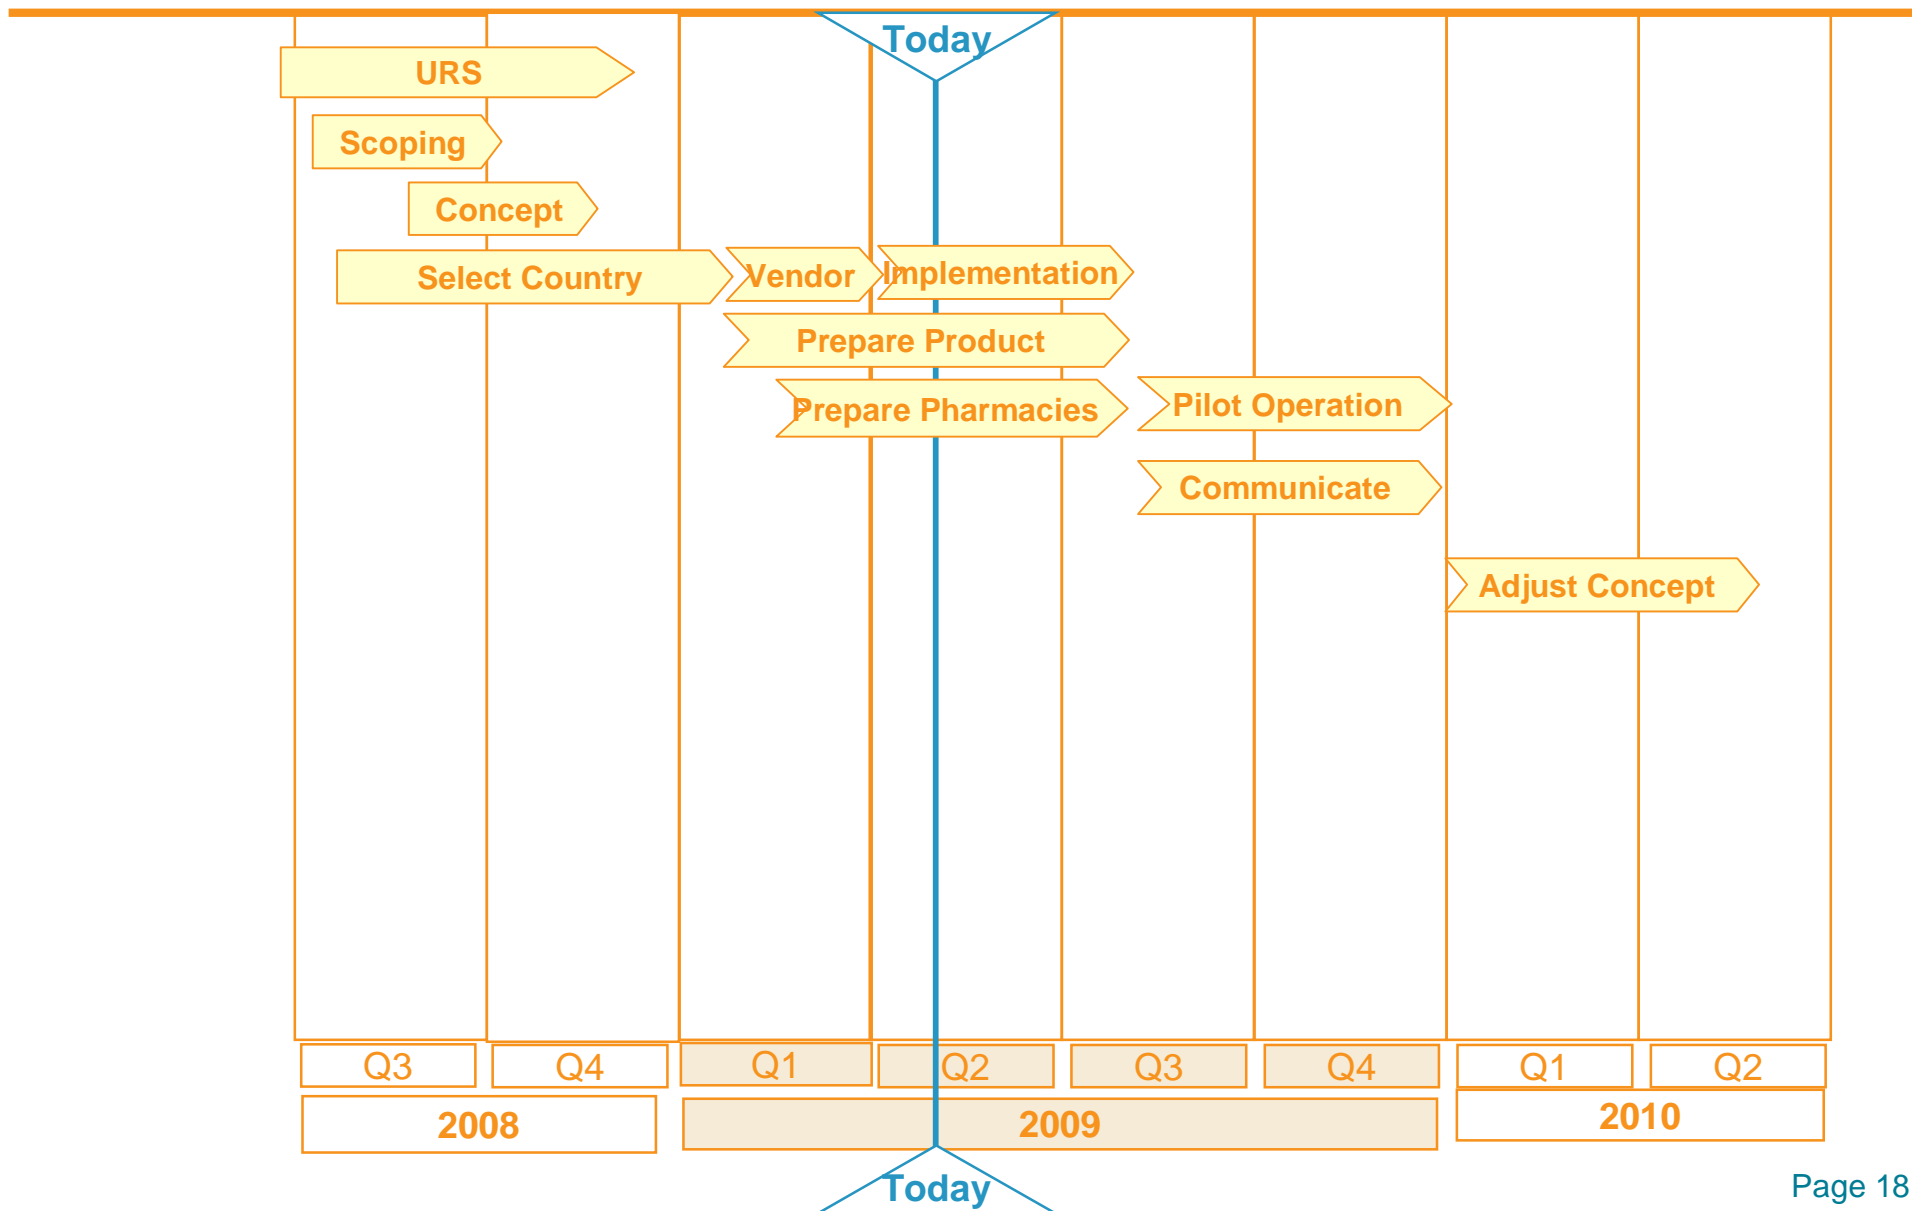 Today
URS
Scoping
Concept
Select Country
Vendor
Implementation
Prepare Product
Prepare Pharmacies
Pilot Operation
Communicate
Adjust Concept
Q3
Q4
Q1
Q2
Q3
Q4
Q1
Q2
2008
2009
2010
Today
Page 18